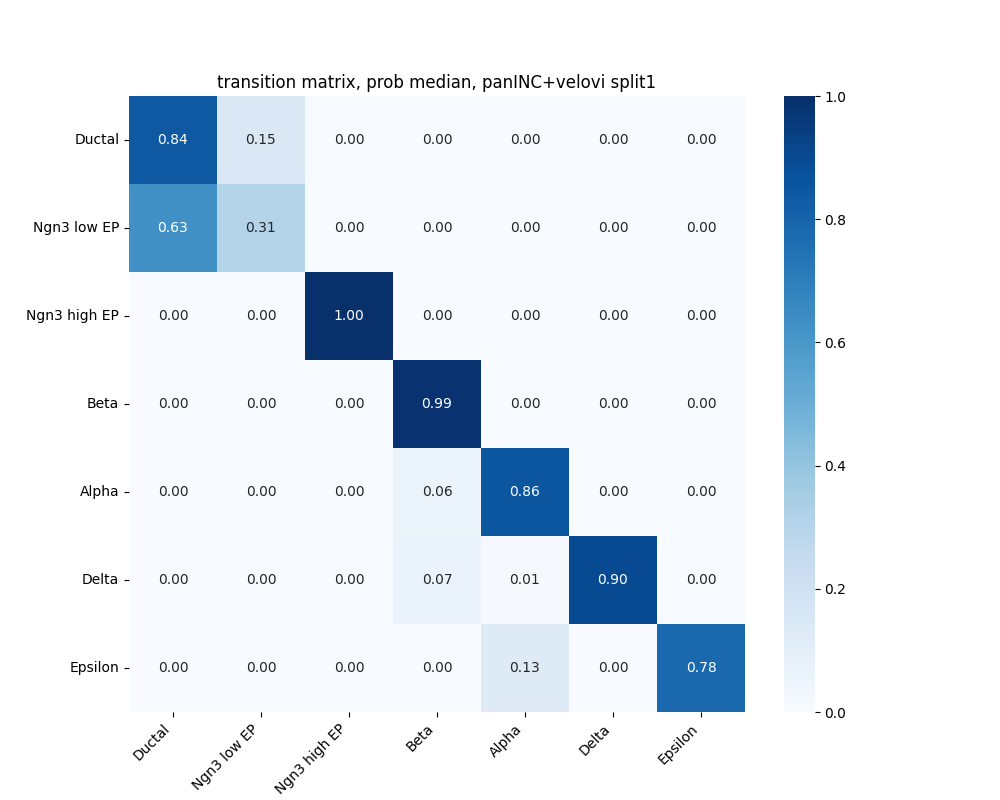 transition matrix, prob median, panINC+velovi split1
Ductal 0.84 0.15 0.00 0.00 0.00 0.00 0.00
Ngn3 low EP 0.63 0.31 0.00 0.00 0.00 0.00 0.00
Ngn3 high EP 0.00 0.00 1.00 0.00 0.00 0.00 0.00
Beta 0.00 0.00 0.00 0.99 0.00 0.00 0.00
Alpha 0.00 0.00 0.00 0.06 0.86 0.00 0.00
Delta 0.00 0.00 0.00 0.07 0.01 0.90 0.00
Epsilon 0.00 0.00 0.00 0.00 0.13 0.00 0.78
Ductal Ngn3 low EP Ngn3 high EP Beta Alpha Delta Epsilon
1.0
0.8
0.6
0.4
0.2
0.0